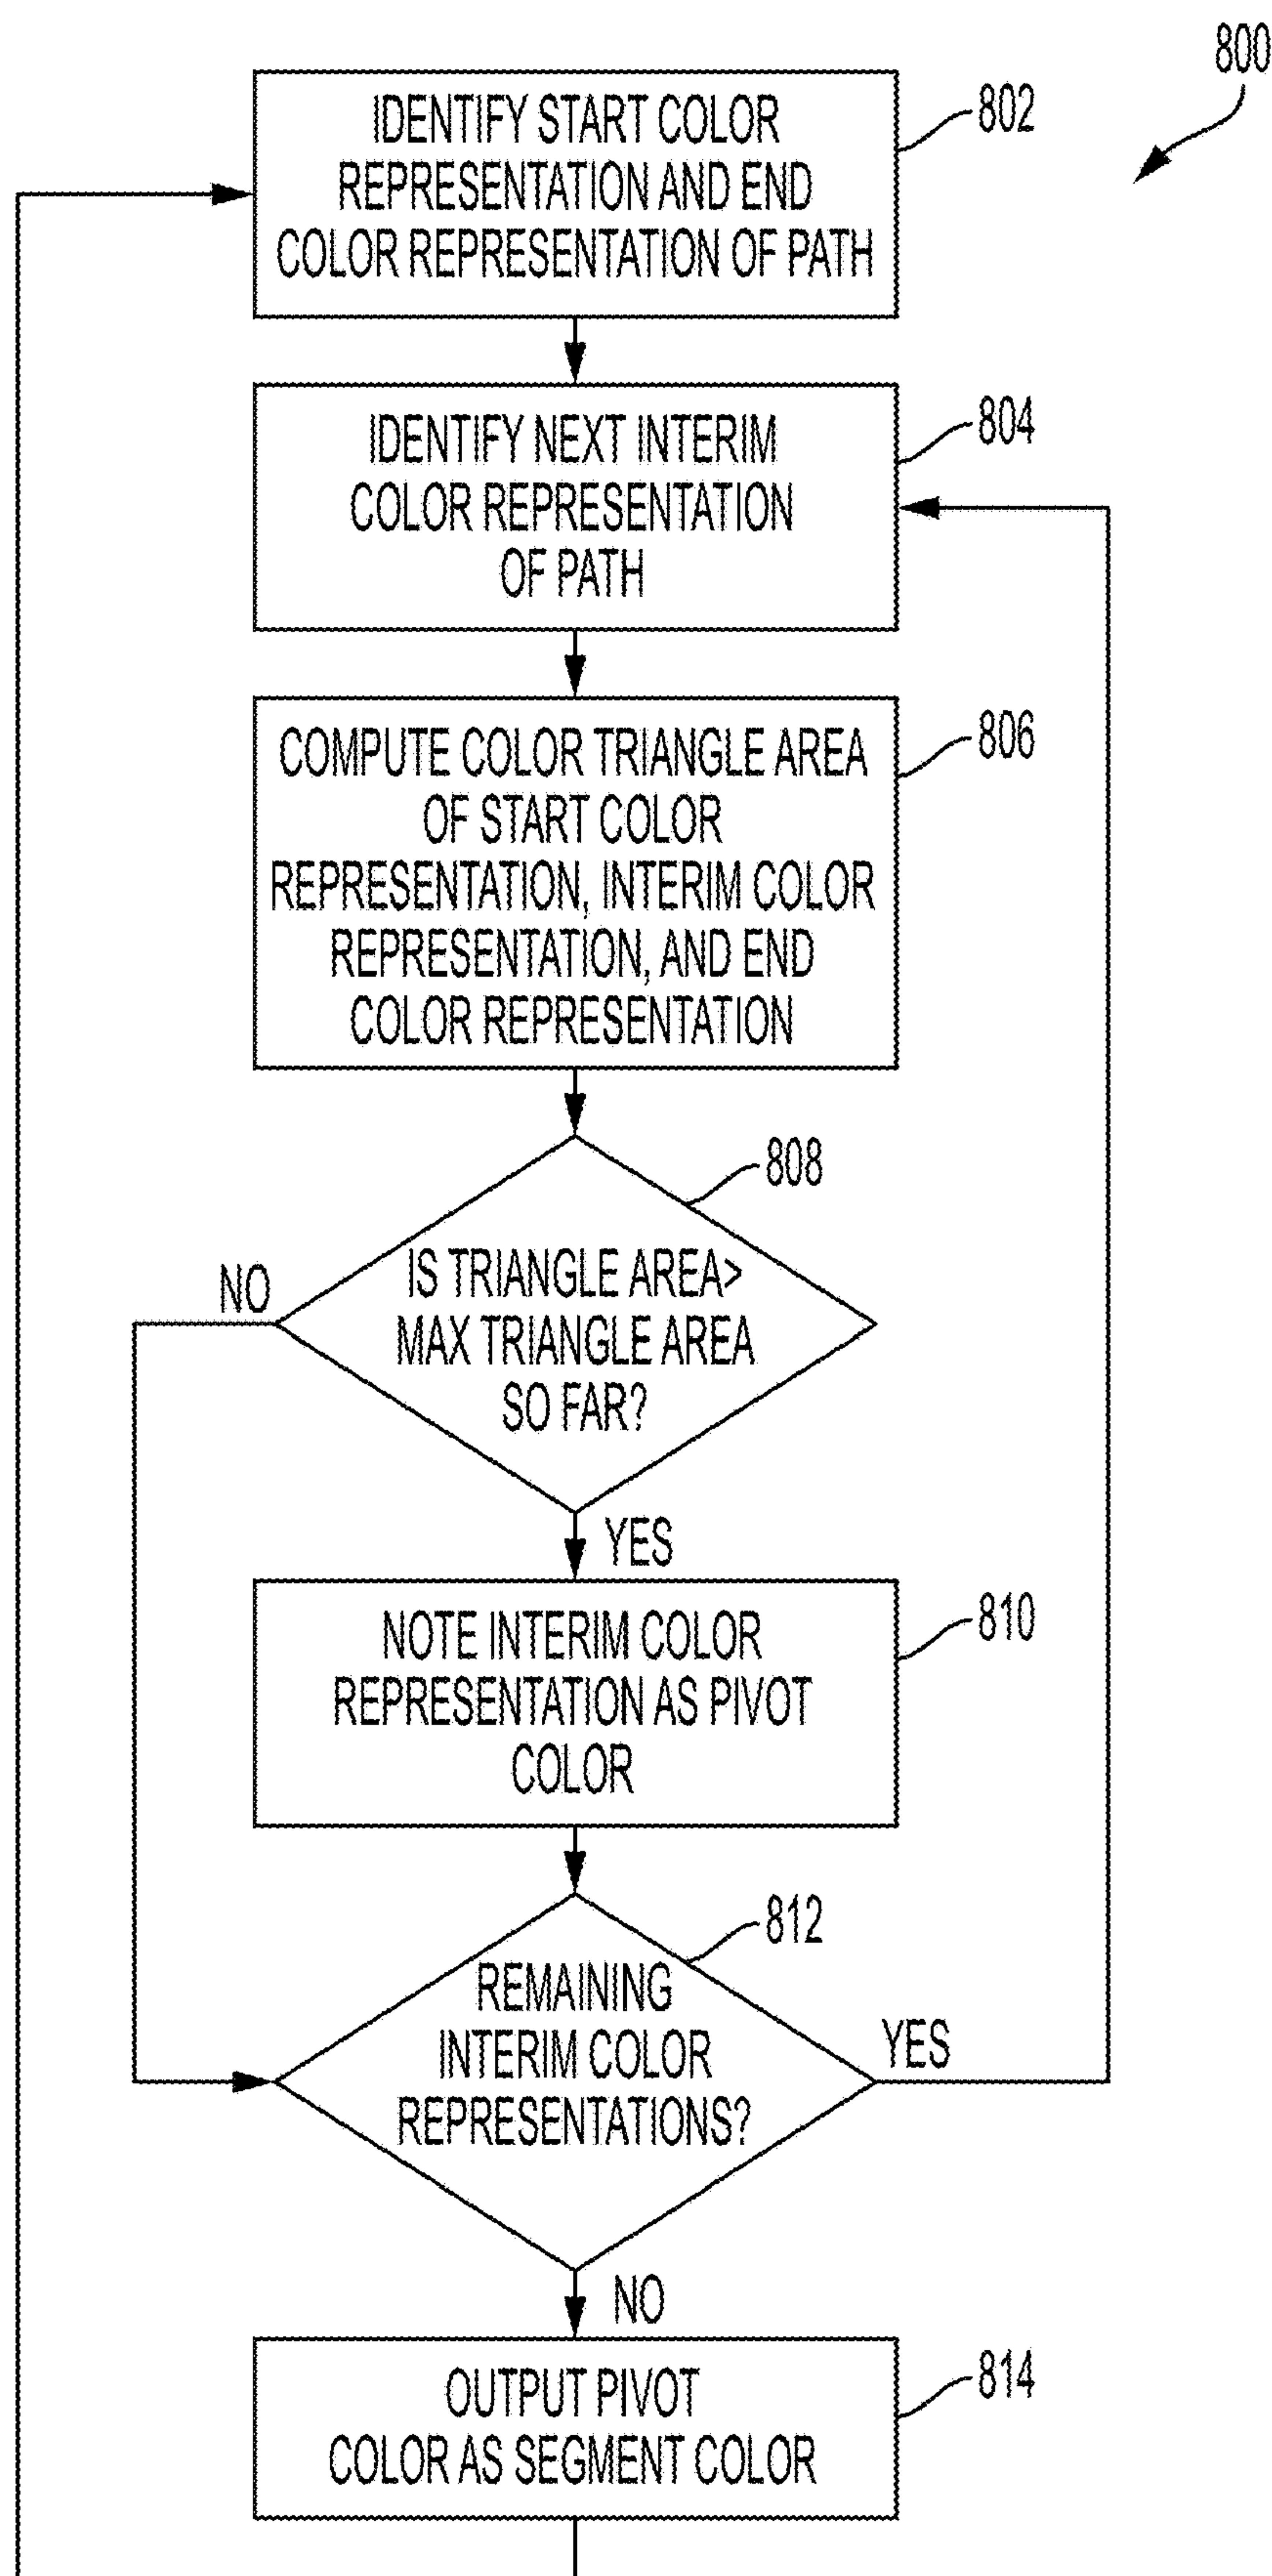 800
IDENTIFY START COLOR
REPRESENTATION AND END
COLOR REPRESENTATION OF PATH
802
IDENTIFY NEXT INTERIM
COLOR REPRESENTATION
OF PATH
804
COMPUTE COLOR TRIANGLE AREA
OF START COLOR
REPRESENTATION, INTERIM COLOR
REPRESENTATION, AND END
COLOR REPRESENTATION
806
808
IS TRIANGLE AREA>
MAX TRIANGLE AREA
SO FAR?
NO
YES
NOTE INTERIM COLOR
REPRESENTATION AS PIVOT
COLOR
810
812
REMAINING
INTERIM COLOR
REPRESENTATIONS?
YES
NO
OUTPUT PIVOT
COLOR AS SEGMENT COLOR
814